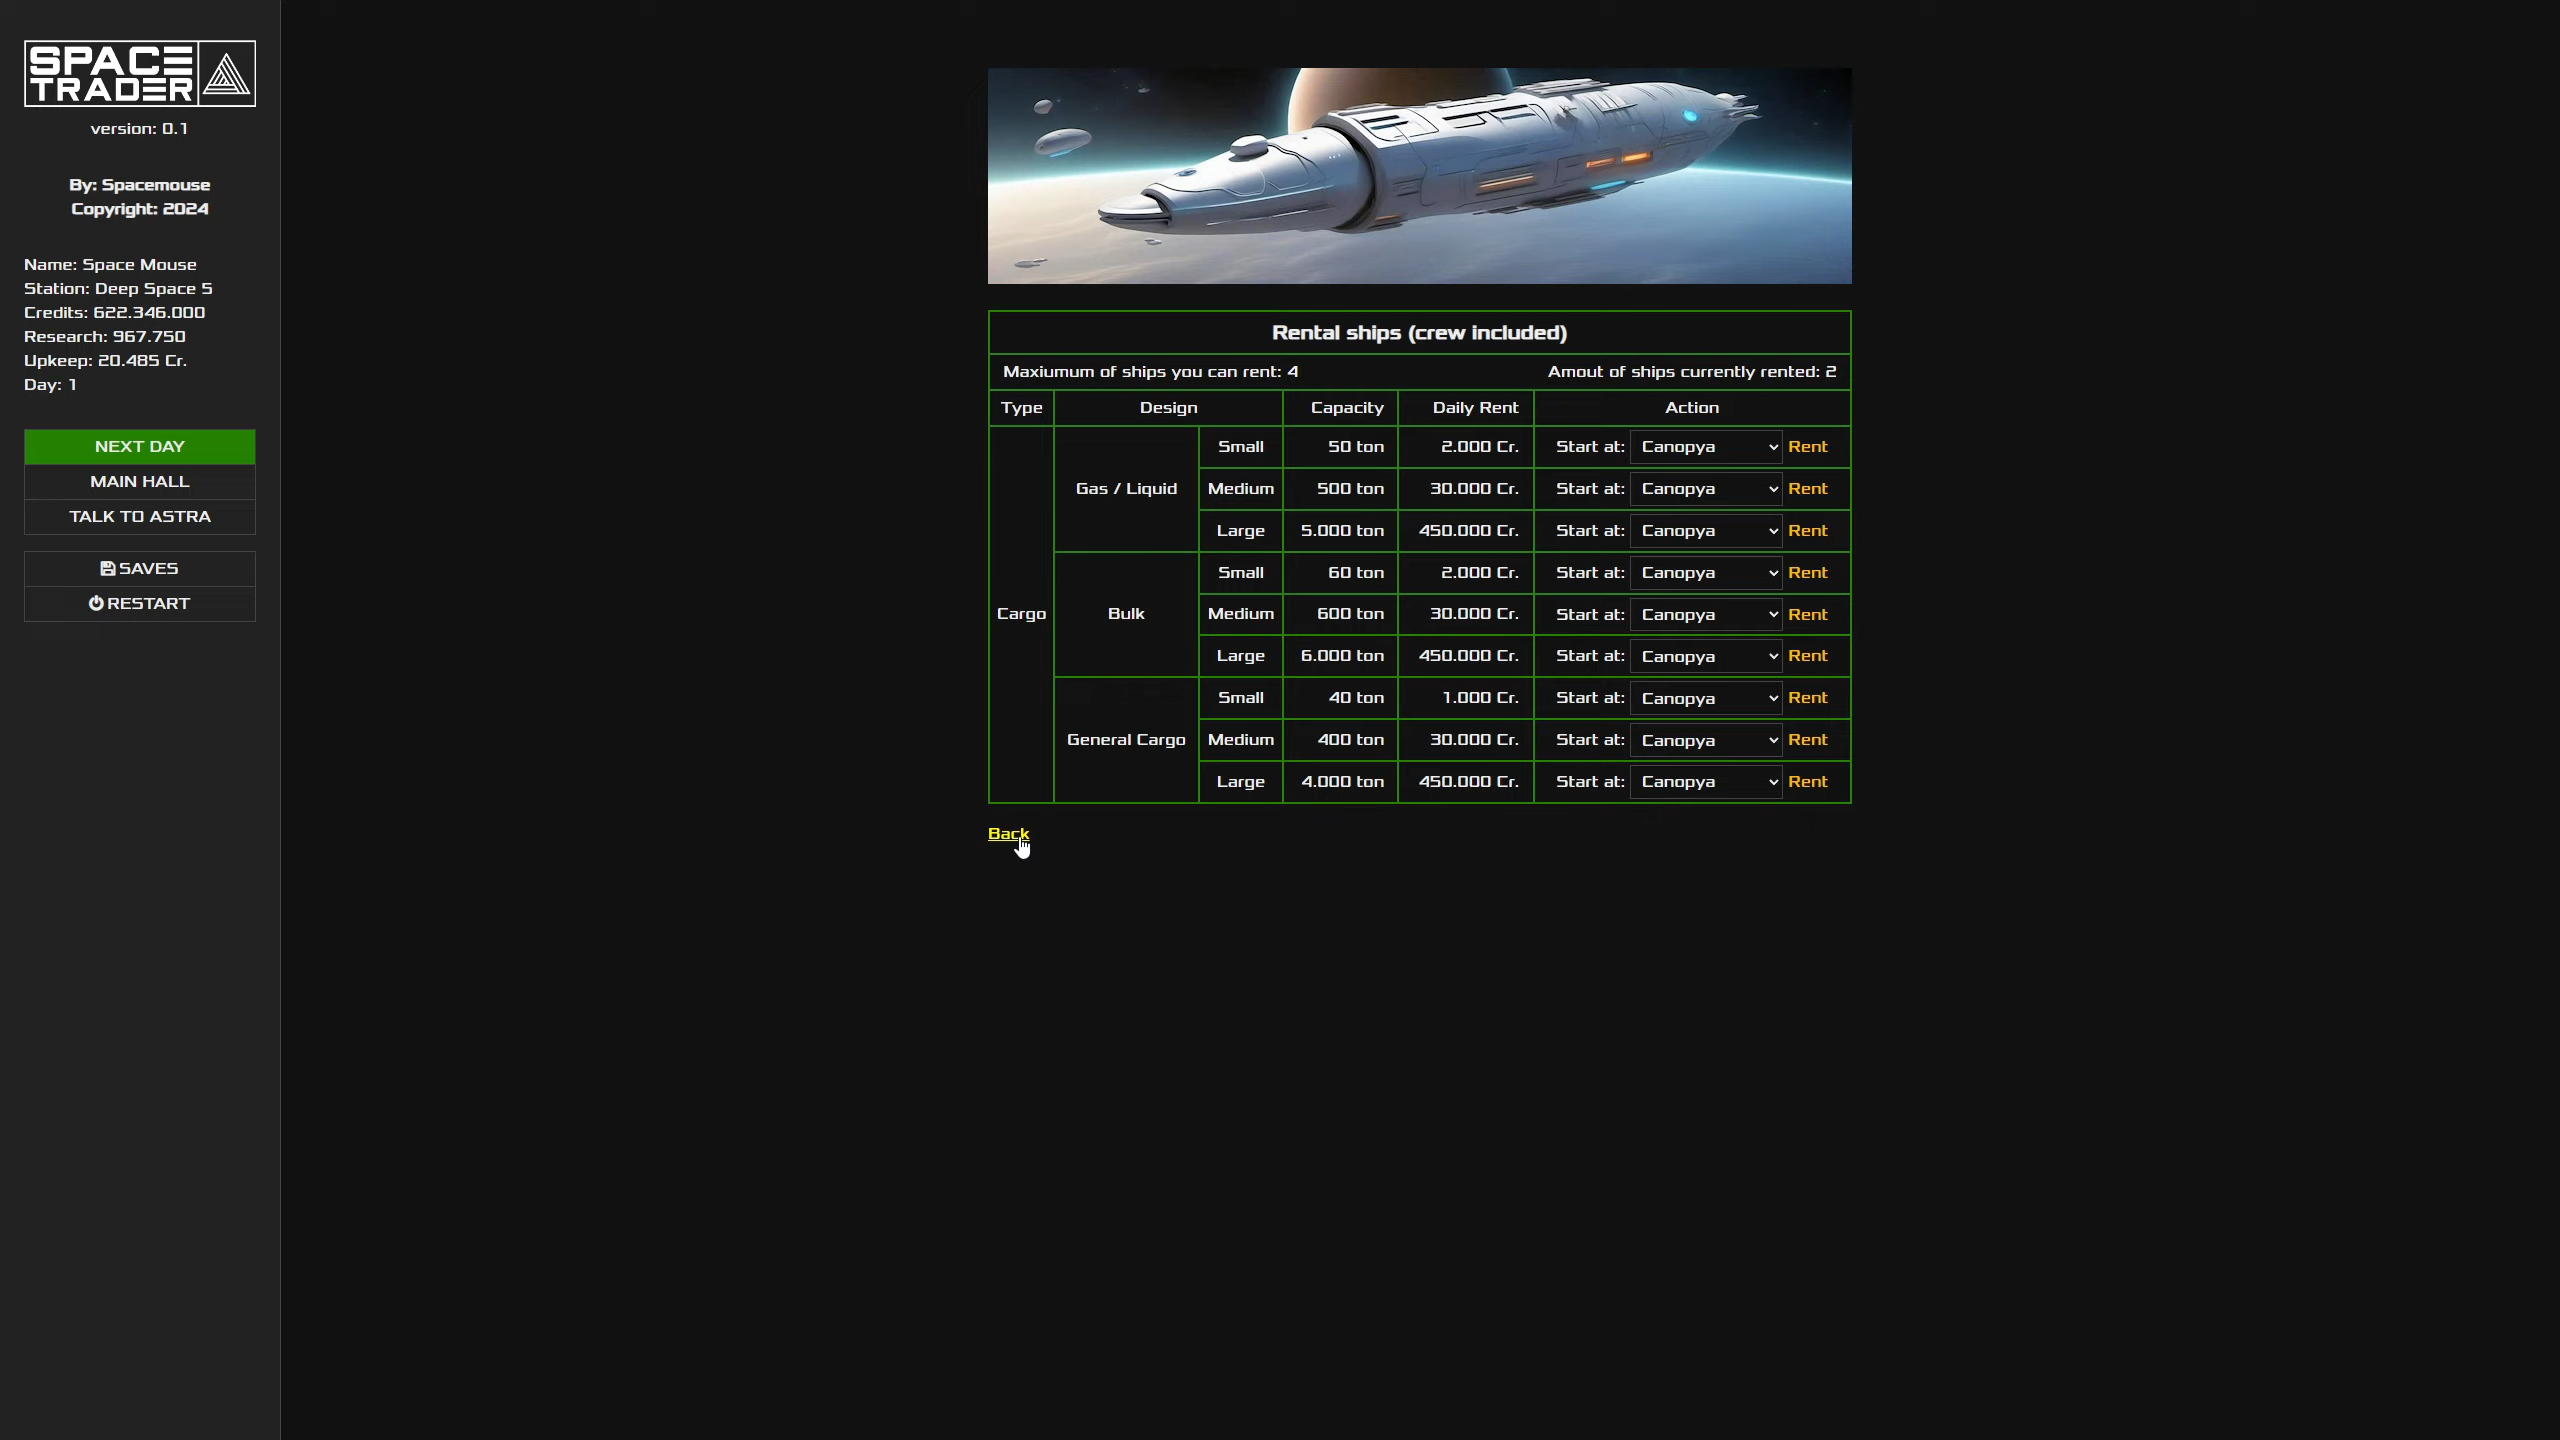 SPACE
TRADER
version: 0.1
By: Spacemouse
Copyright: 2024
Name: Space Mouse
Station: Deep Space 5
Credits: 622.346.000
Research: 967.750
Upkeep: 20.485 Cr.
Day: 1
NEXT DAY
MAIN HALL
TALK TO ASTRA
SAVES
RESTART
Rental ships (crew included)
Maxiumum of ships you can rent: 4 Amout of ships currently rented: 2
Type Design Capacity Daily Rent Action
Cargo
Gas / Liquid
Small 50 ton 2.000 Cr. Start at: Canopya Rent
Medium 500 ton 30.000 Cr. Start at: Canopya Rent
Large 5.000 ton 450.000 Cr. Start at: Canopya Rent
Bulk
Small 60 ton 2.000 Cr. Start at: Canopya Rent
Medium 600 ton 30.000 Cr. Start at: Canopya Rent
Large 6.000 ton 450.000 Cr. Start at: Canopya Rent
General Cargo
Small 40 ton 1.000 Cr. Start at: Canopya Rent
Medium 400 ton 30.000 Cr. Start at: Canopya Rent
Large 4.000 ton 450.000 Cr. Start at: Canopya Rent
Back